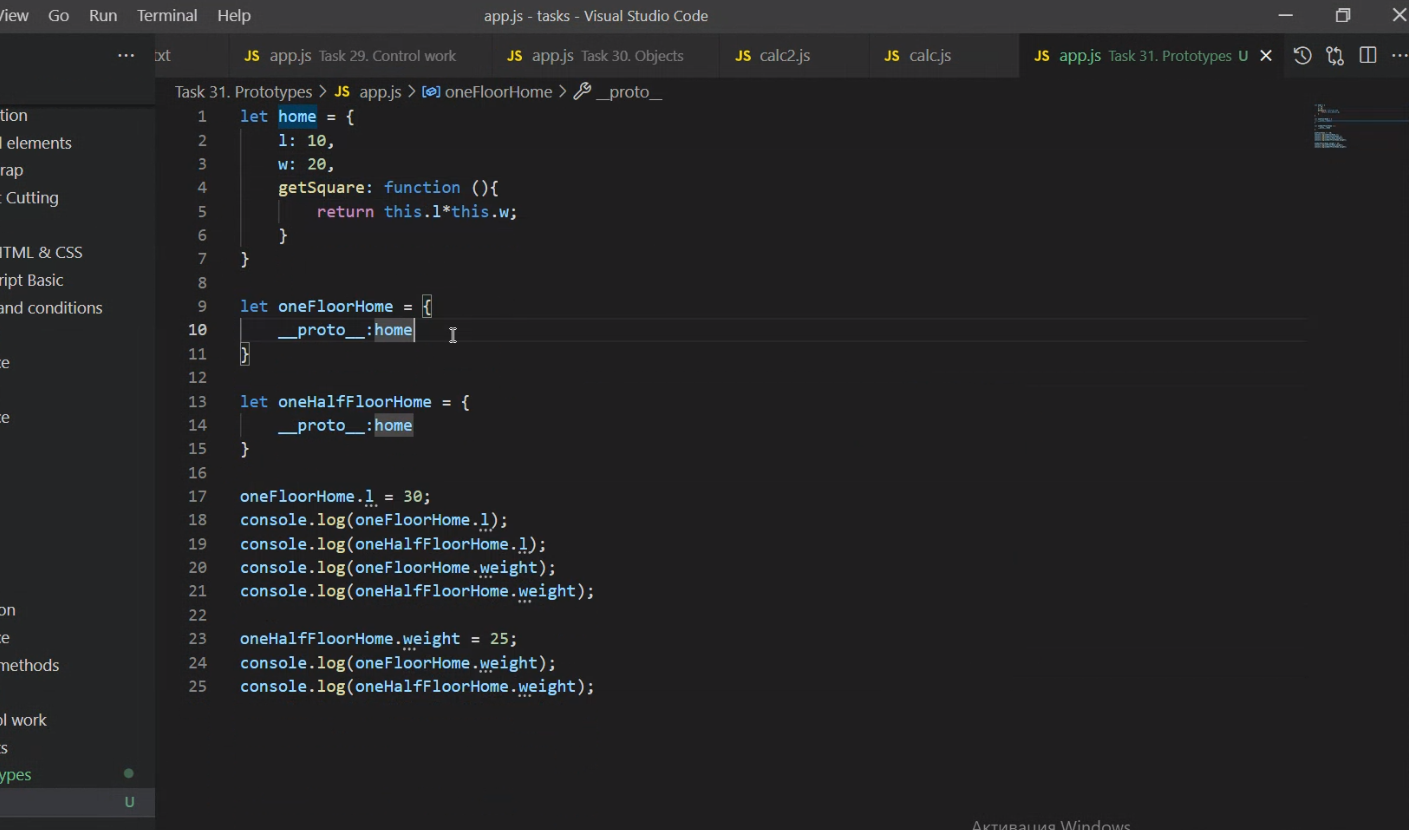 View Go Run Terminal Help app.js - tasks - Visual Studio Code
xt JS app.js Task 29. Control work JS app.js Task 30. Objects JS calc2.js JS calc.js JS app.js Task 31. Prototypes U
Task 31. Prototypes > JS app.js > oneFloorHome > __proto__
tion
l elements
rap
: Cutting
ITML & CSS
ript Basic
and conditions
ce
ce
on
ce
methods
ol work
ts
ypes
U
1 let home = {
2 l: 10,
3 w: 20,
4 getSquare: function (){
5 return this.l*this.w;
6 }
7 }
8
9 let oneFloorHome = {
10 __proto__:home
11 }
12
13 let oneHalfFloorHome = {
14 __proto__:home
15 }
16
17 oneFloorHome.l = 30;
18 console.log(oneFloorHome.l);
19 console.log(oneHalfFloorHome.l);
20 console.log(oneFloorHome.weight);
21 console.log(oneHalfFloorHome.weight);
22
23 oneHalfFloorHome.weight = 25;
24 console.log(oneFloorHome.weight);
25 console.log(oneHalfFloorHome.weight);
Активация Windows